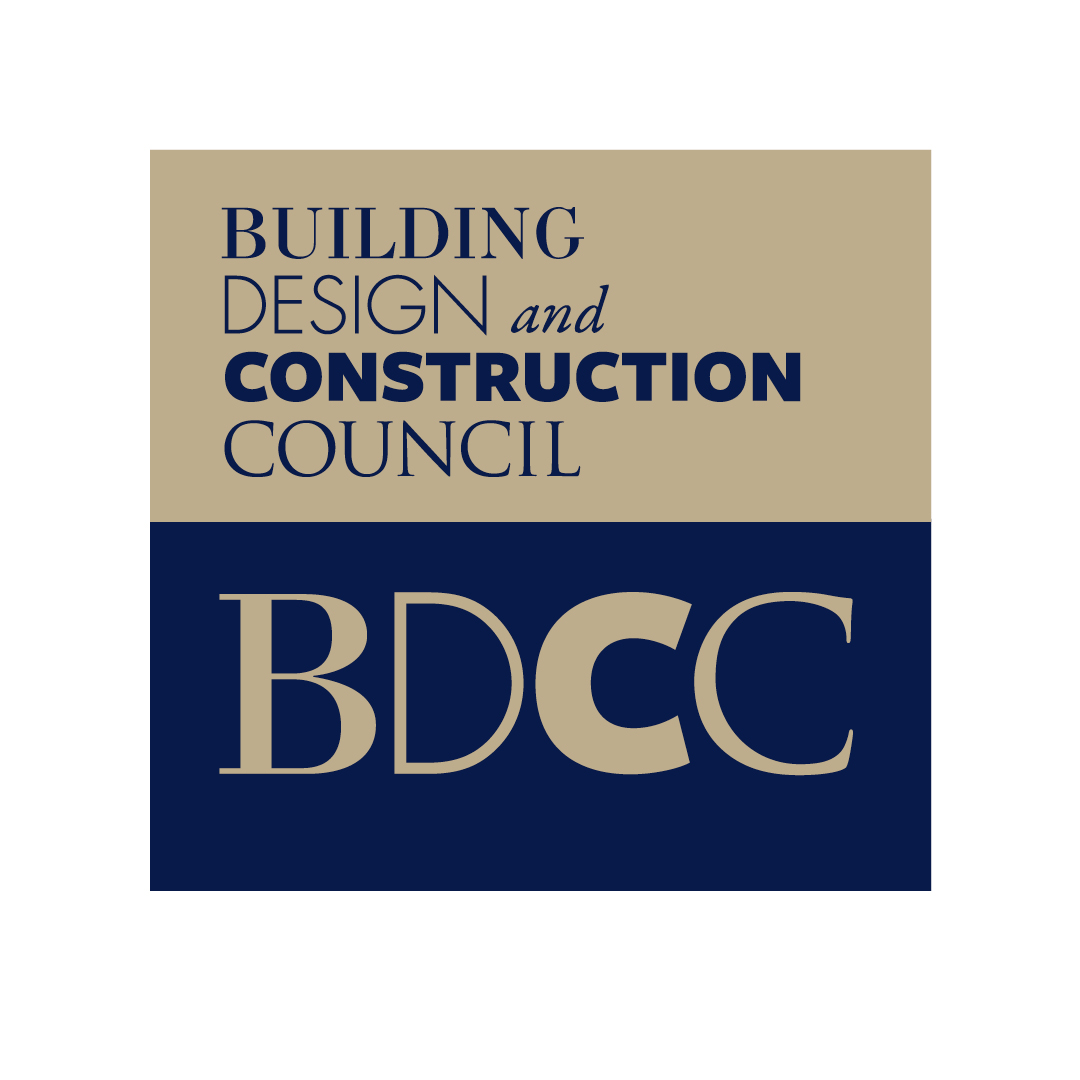 BUILDING
DESIGN and
CONSTRUCTION
COUNCIL
BDCC